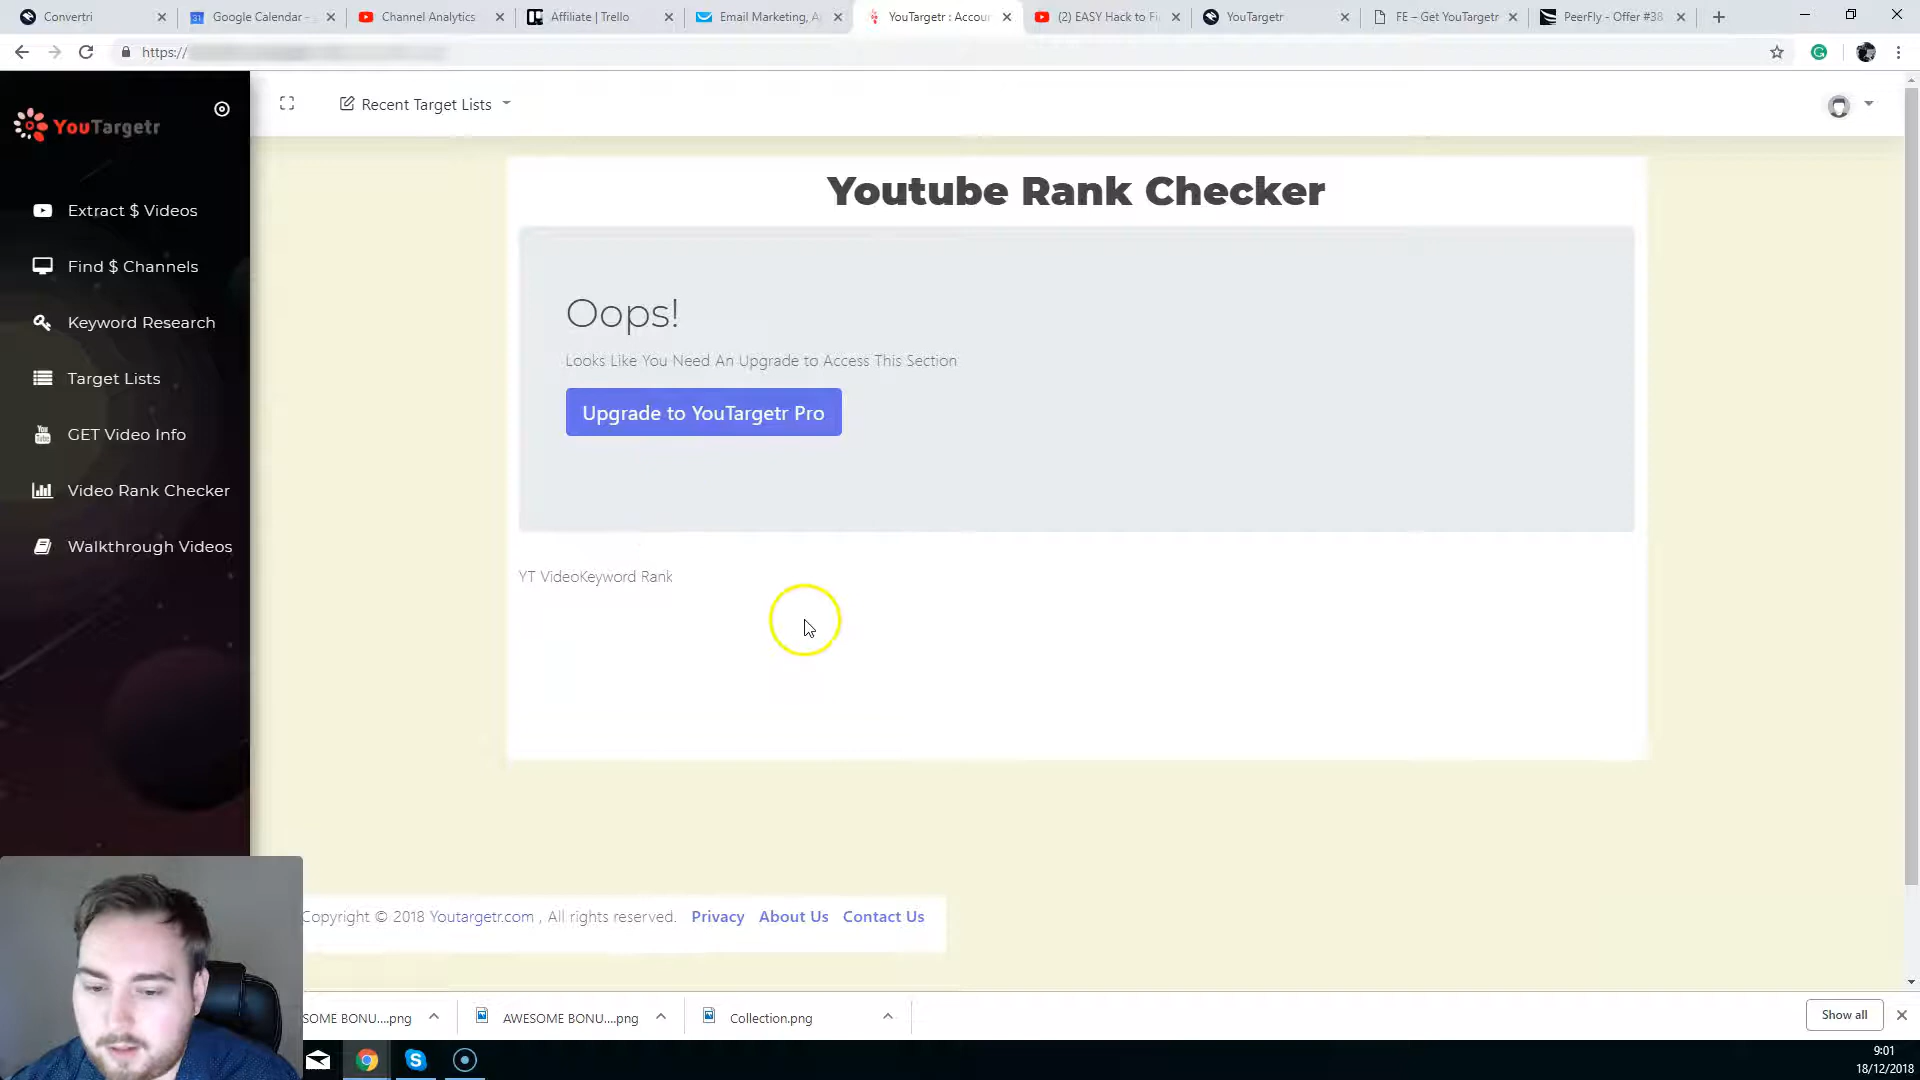 Convertri
Google Calendar -
Channel Analytics
Affiliate | Trello
Email Marketing, A
YouTargetr : Accou
(2) EASY Hack to Fi
YouTargetr
FE – Get YouTargetr
PeerFly - Offer #38
https://
YouTargetr
Recent Target Lists
Extract $ Videos
Find $ Channels
Keyword Research
Target Lists
GET Video Info
Video Rank Checker
Walkthrough Videos
Youtube Rank Checker
Oops!
Looks Like You Need An Upgrade to Access This Section
Upgrade to YouTargetr Pro
YT VideoKeyword Rank
Copyright © 2018 Youtargetr.com , All rights reserved. Privacy About Us Contact Us
SOME BONU....png
AWESOME BONU....png
Collection.png
Show all
9:01
18/12/2018